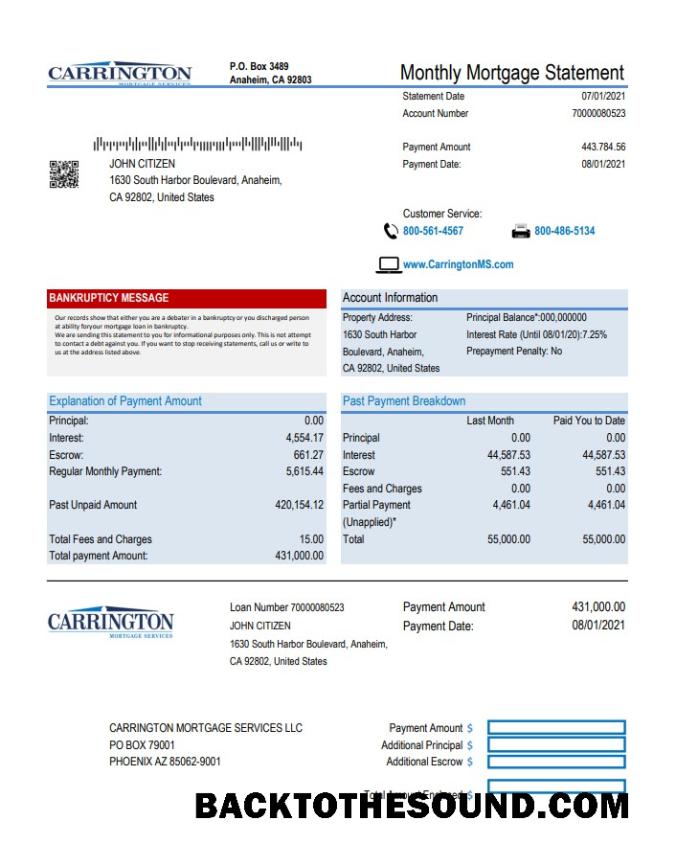 CARRINGTON
MORTGAGE SERVICES
P.O. Box 3489
Anaheim, CA 92803
Monthly Mortgage Statement
Statement Date 07/01/2021
Account Number 70000080523
Payment Amount 443.784.56
Payment Date: 08/01/2021
JOHN CITIZEN
1630 South Harbor Boulevard, Anaheim,
CA 92802, United States
Customer Service:
800-561-4567 800-486-5134
www.CarringtonMS.com
BANKRUPTICY MESSAGE
Our records show that either you are a debater in a bankruptcy or you discharged person
at ability foryour mortgage loan in bankruptcy.
We are sending this statement to you for informational purposes only. This is not attempt
to contact a debt against you. If you want to stop receiving statements, call us or write to
us at the address listed above.
Account Information
Property Address: Principal Balance*:000,000000
1630 South Harbor Interest Rate (Until 08/01/20):7.25%
Boulevard, Anaheim, Prepayment Penalty: No
CA 92802, United States
Explanation of Payment Amount
Principal: 0.00
Interest: 4,554.17
Escrow: 661.27
Regular Monthly Payment: 5,615.44
Past Unpaid Amount 420,154.12
Total Fees and Charges 15.00
Total payment Amount: 431,000.00
Past Payment Breakdown
Last Month Paid You to Date
Principal 0.00 0.00
Interest 44,587.53 44,587.53
Escrow 551.43 551.43
Fees and Charges 0.00 0.00
Partial Payment 4,461.04 4,461.04
(Unapplied)*
Total 55,000.00 55,000.00
CARRINGTON
MORTGAGE SERVICES
Loan Number 70000080523
JOHN CITIZEN
1630 South Harbor Boulevard, Anaheim,
CA 92802, United States
Payment Amount 431,000.00
Payment Date: 08/01/2021
CARRINGTON MORTGAGE SERVICES LLC
PO BOX 79001
PHOENIX AZ 85062-9001
Payment Amount $
Additional Principal $
Additional Escrow $
Total Amount Enclosed $
BACKTOTHESOUND.COM